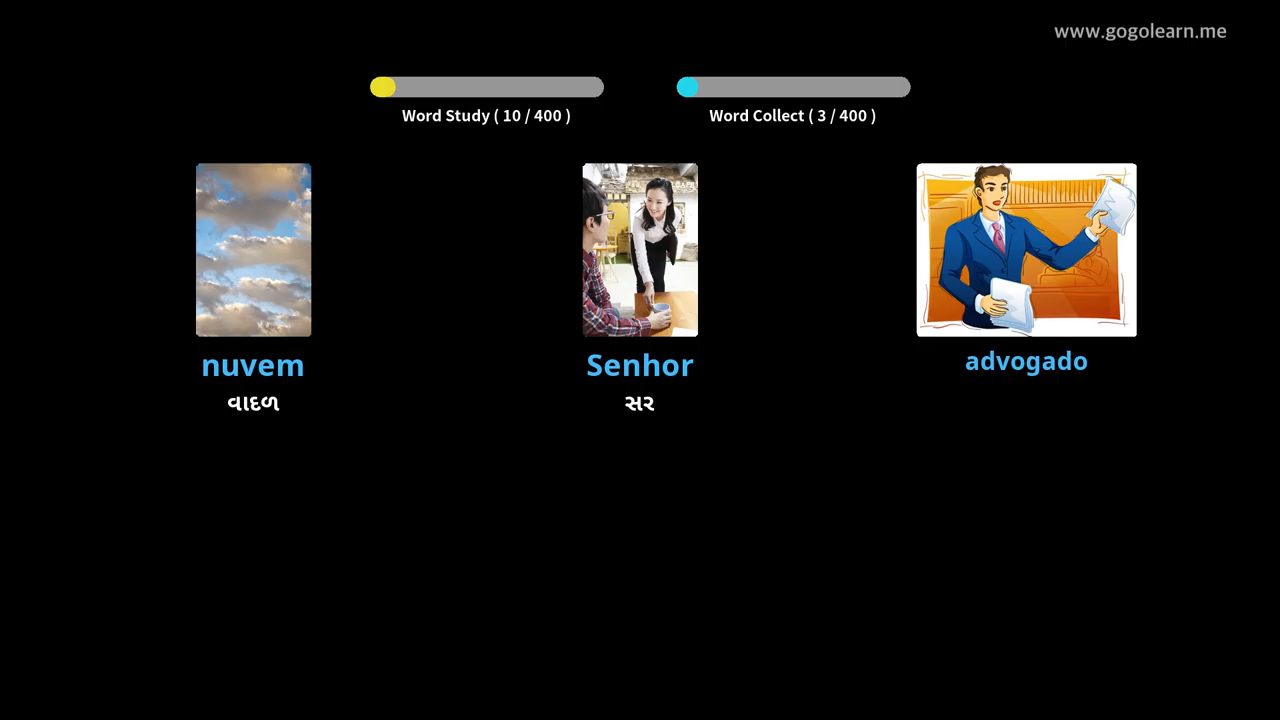 www.gogolearn.me
Word Study ( 10 / 400 )
Word Collect ( 3 / 400 )
nuvem
વાદળ
Senhor
સર
advogado